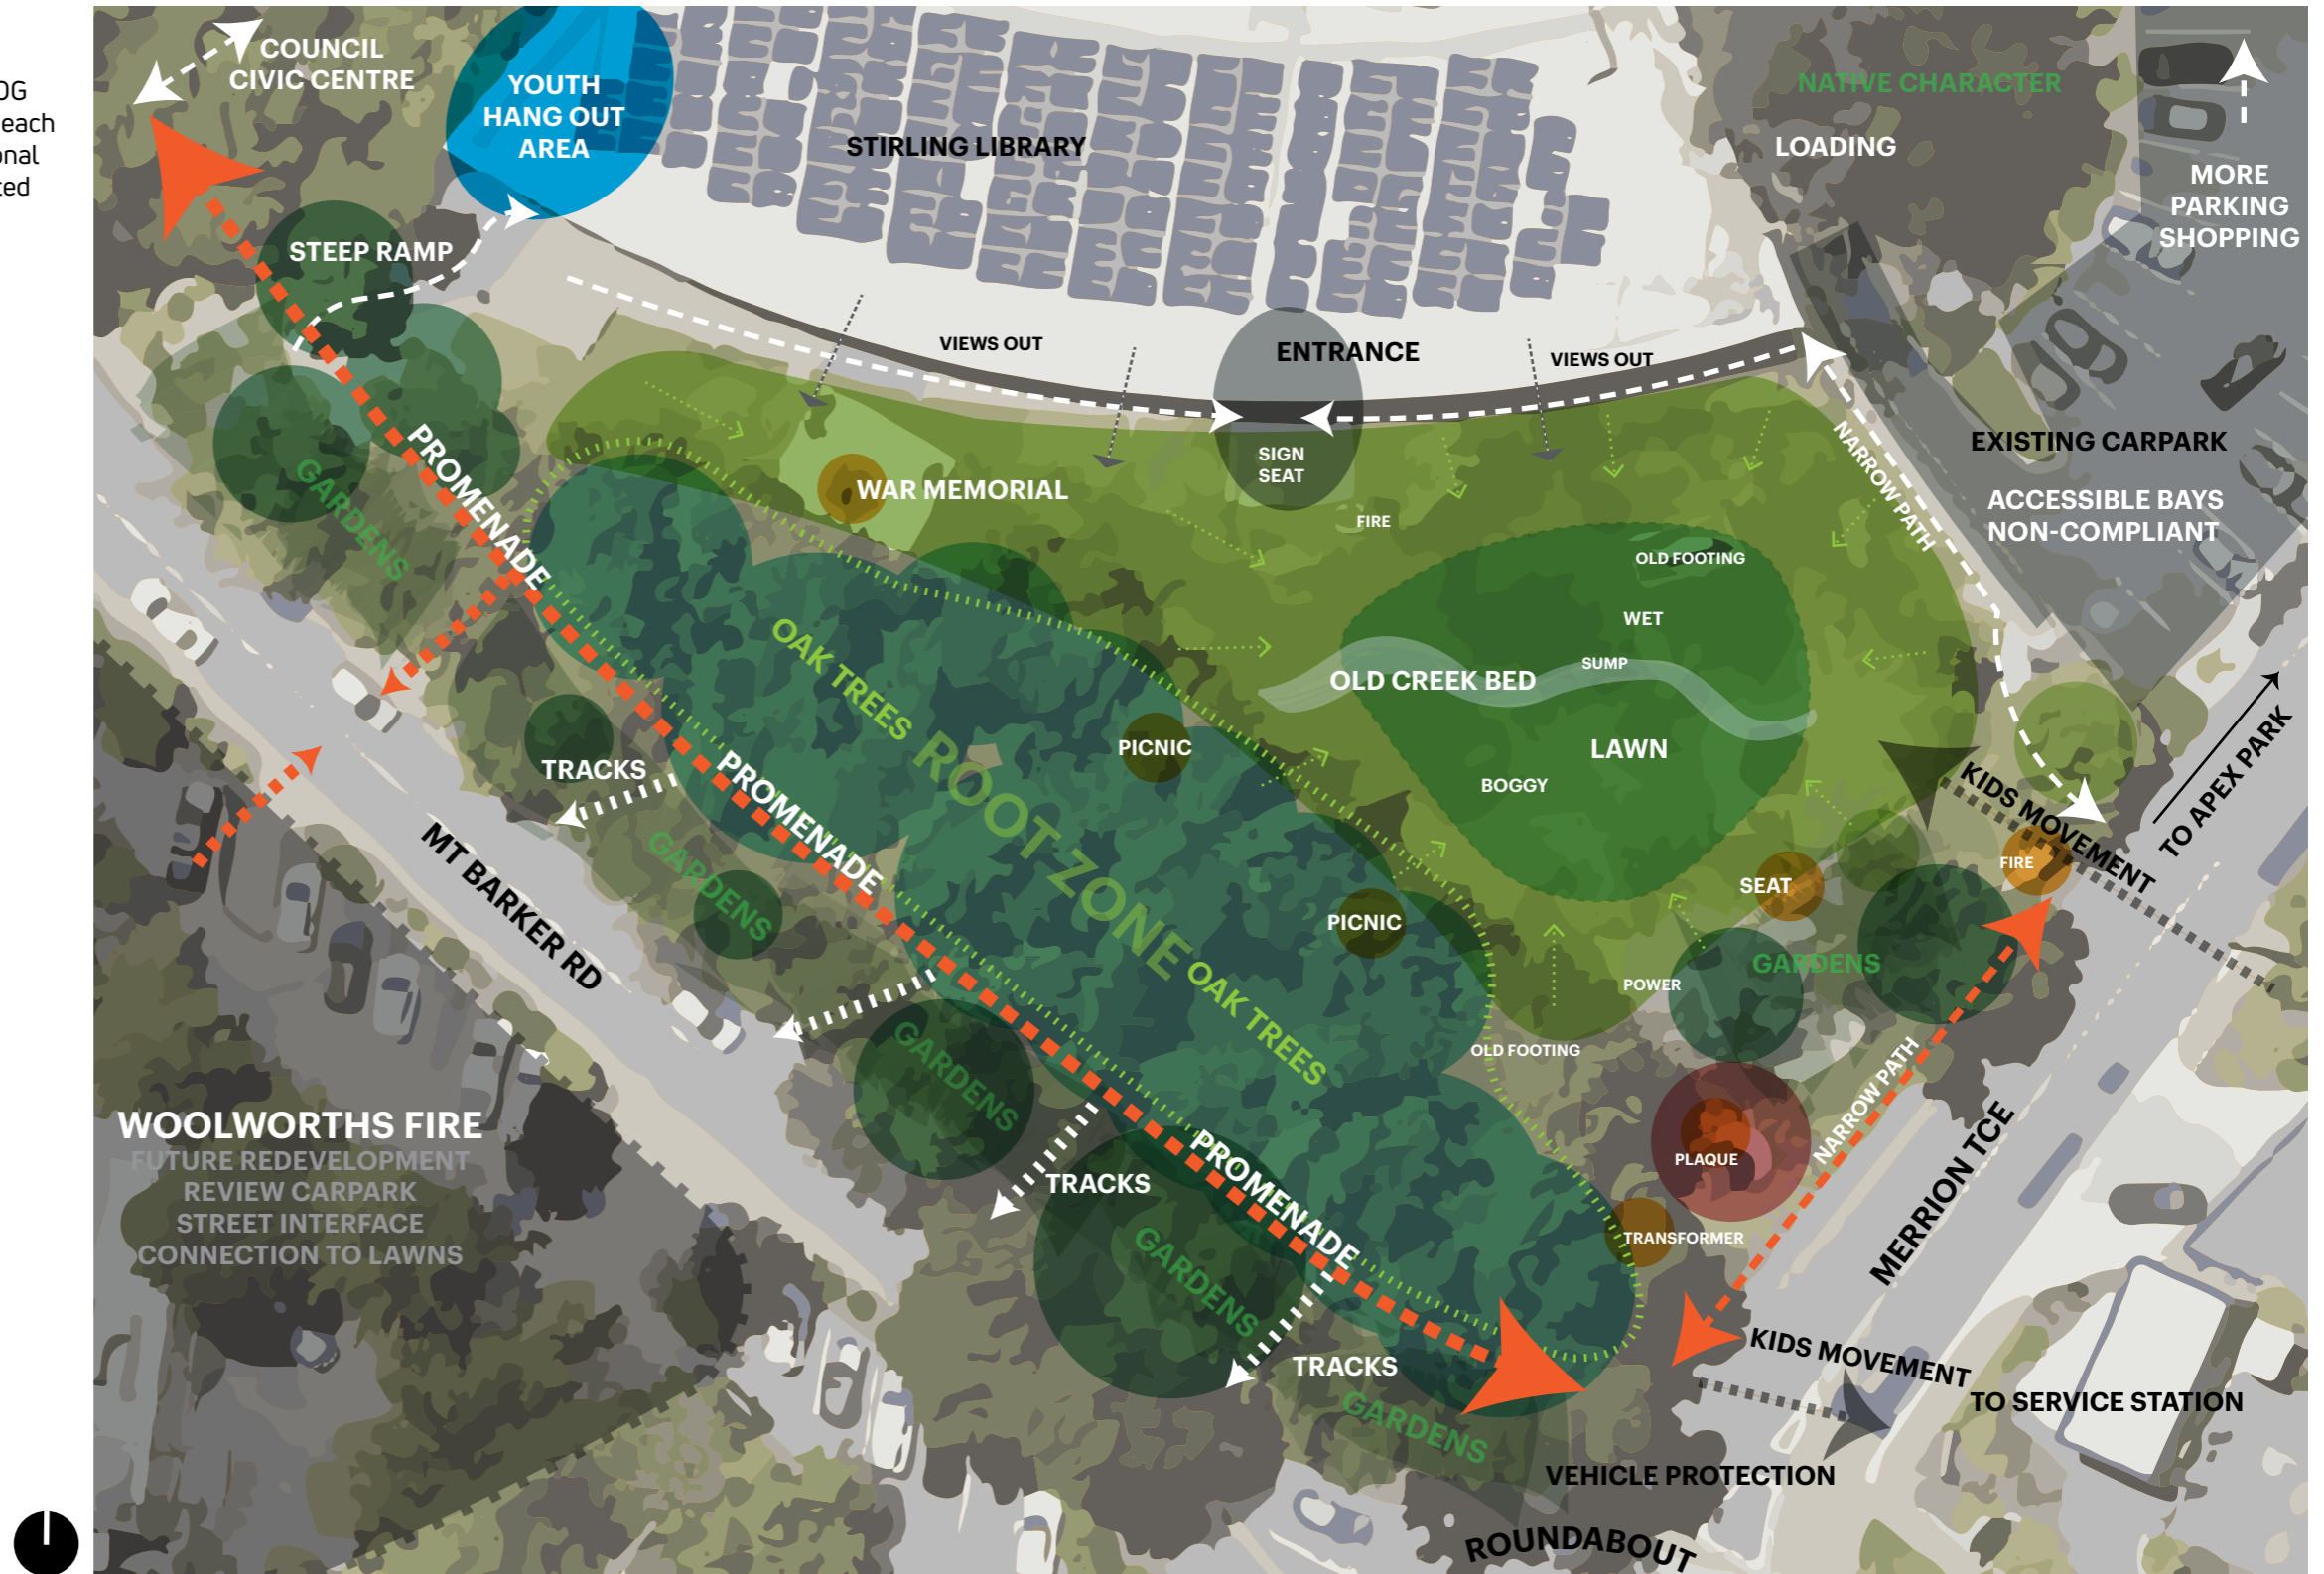 OG
each
onal
ced
COUNCIL
CIVIC CENTRE
YOUTH
HANG OUT
AREA
STIRLING LIBRARY
NATIVE CHARACTER
LOADING
MORE
PARKING
SHOPPING
STEEP RAMP
VIEWS OUT
ENTRANCE
VIEWS OUT
SIGN
SEAT
NARROW PATH
EXISTING CARPARK
ACCESSIBLE BAYS
NON-COMPLIANT
PROMENADE
GARDENS
WAR MEMORIAL
FIRE
OLD FOOTING
WET
SUMP
OLD CREEK BED
LAWN
BOGGY
OAK TREES
ROOT ZONE
OAK TREES
PICNIC
PICNIC
TRACKS
PROMENADE
GARDENS
MT BARKER RD
KIDS MOVEMENT
TO APEX PARK
FIRE
SEAT
GARDENS
POWER
OLD FOOTING
GARDENS
NARROW PATH
PLAQUE
TRANSFORMER
MERRION TCE
WOOLWORTHS FIRE
FUTURE REDEVELOPMENT
REVIEW CARPARK
STREET INTERFACE
CONNECTION TO LAWNS
TRACKS
PROMENADE
GARDENS
TRACKS
GARDENS
KIDS MOVEMENT
TO SERVICE STATION
VEHICLE PROTECTION
ROUNDABOUT